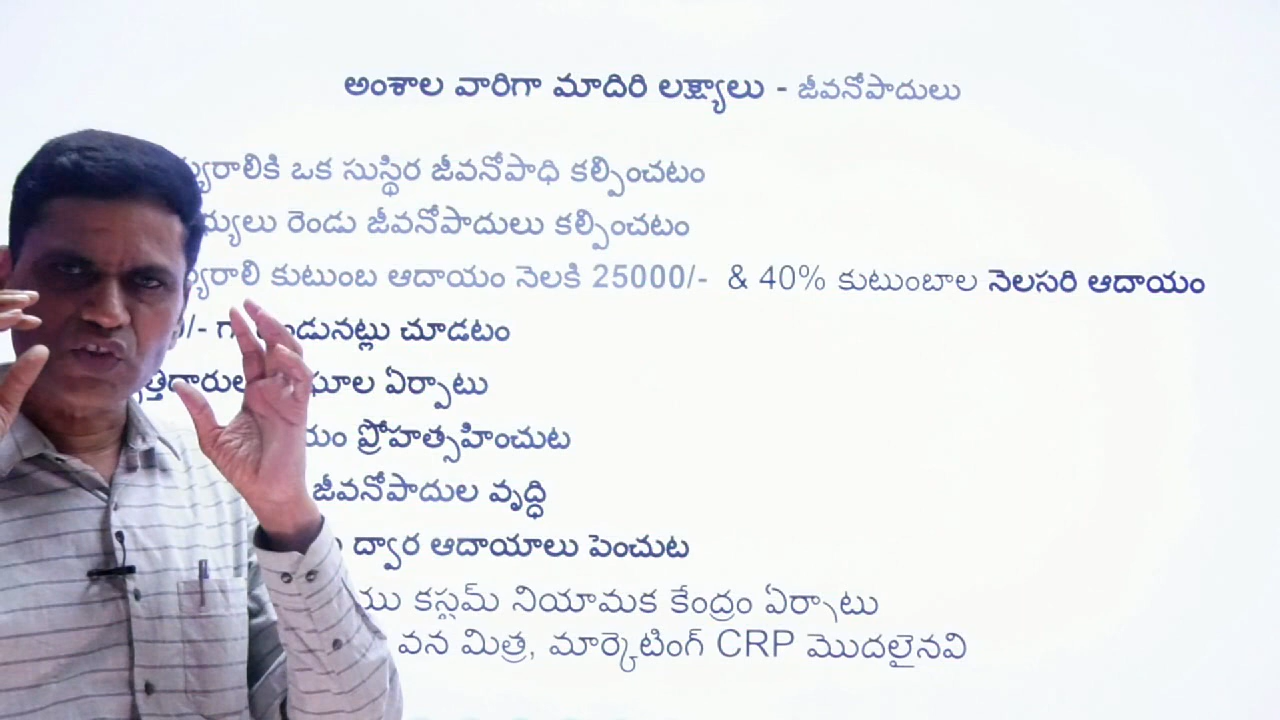 అంశాల వారిగా మాదిరి లక్ష్యాలు - జీవనోపాదులు
ఒక సుస్థిర జీవనోపాధి కల్పించటం
రెండు జీవనోపాదులు కల్పించటం
కుటుంబ ఆదాయం నెలకి 25000/- & 40% కుటుంబాల నెలసరి ఆదాయం
చూడటం
ఏర్పాటు
ప్రోహత్సహించుట
జీవనోపాదుల వృద్ధి
ద్వార ఆదాయాలు పెంచుట
కస్టమ్ నియామక కేంద్రం ఏర్పాటు
వన మిత్ర, మార్కెటింగ్ CRP మొదలైనవి